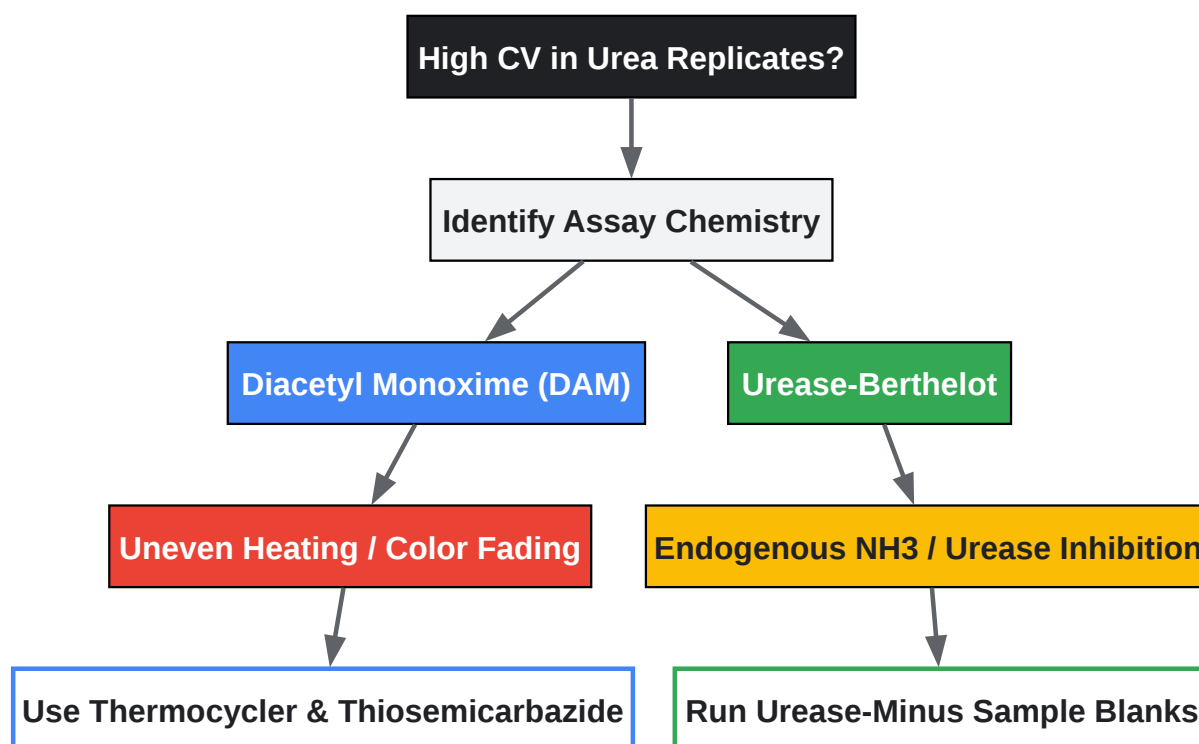 High CV in Urea Replicates?
Identify Assay Chemistry
Diacetyl Monoxime (DAM)
Urease-Berthelot
Uneven Heating / Color Fading
Endogenous NH3 / Urease Inhibition
Use Thermocycler & Thiosemicarbazide
Run Urease-Minus Sample Blanks